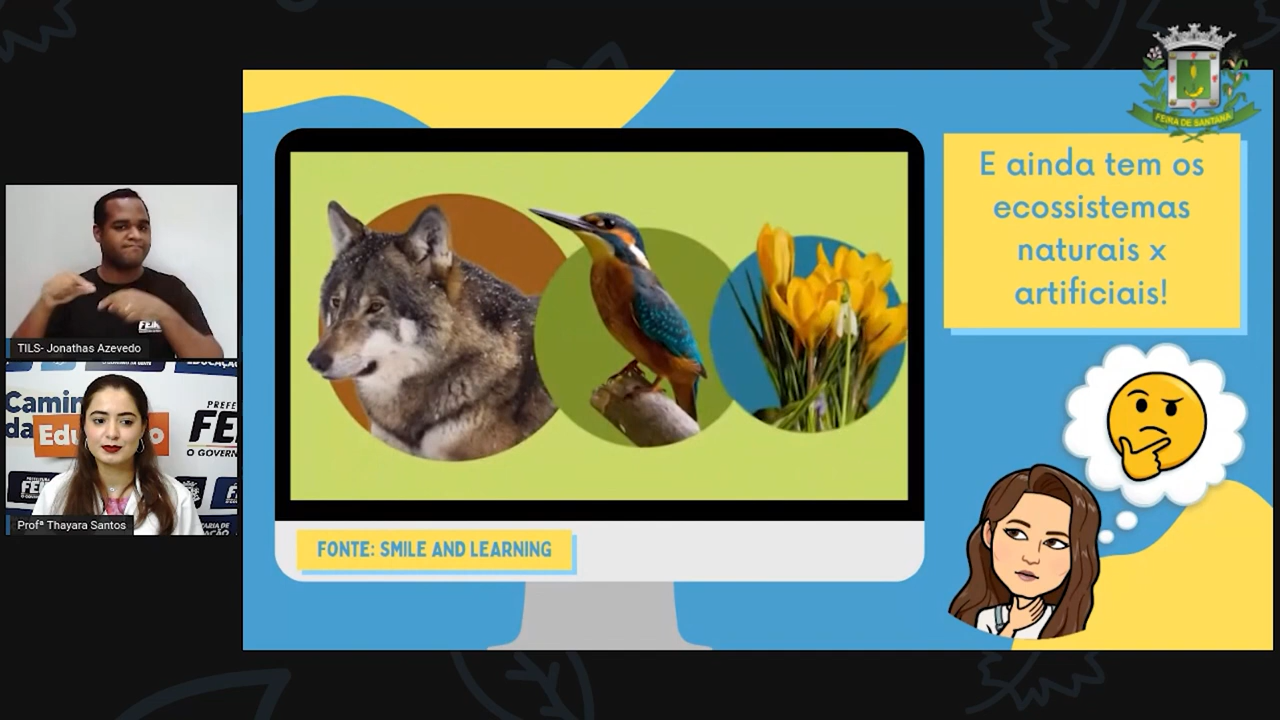 FEIRA DE SANTANA
E ainda tem os
ecossistemas
naturais x
artificiais!
FONTE: SMILE AND LEARNING
TILS- Jonathas Azevedo
Profª Thayara Santos